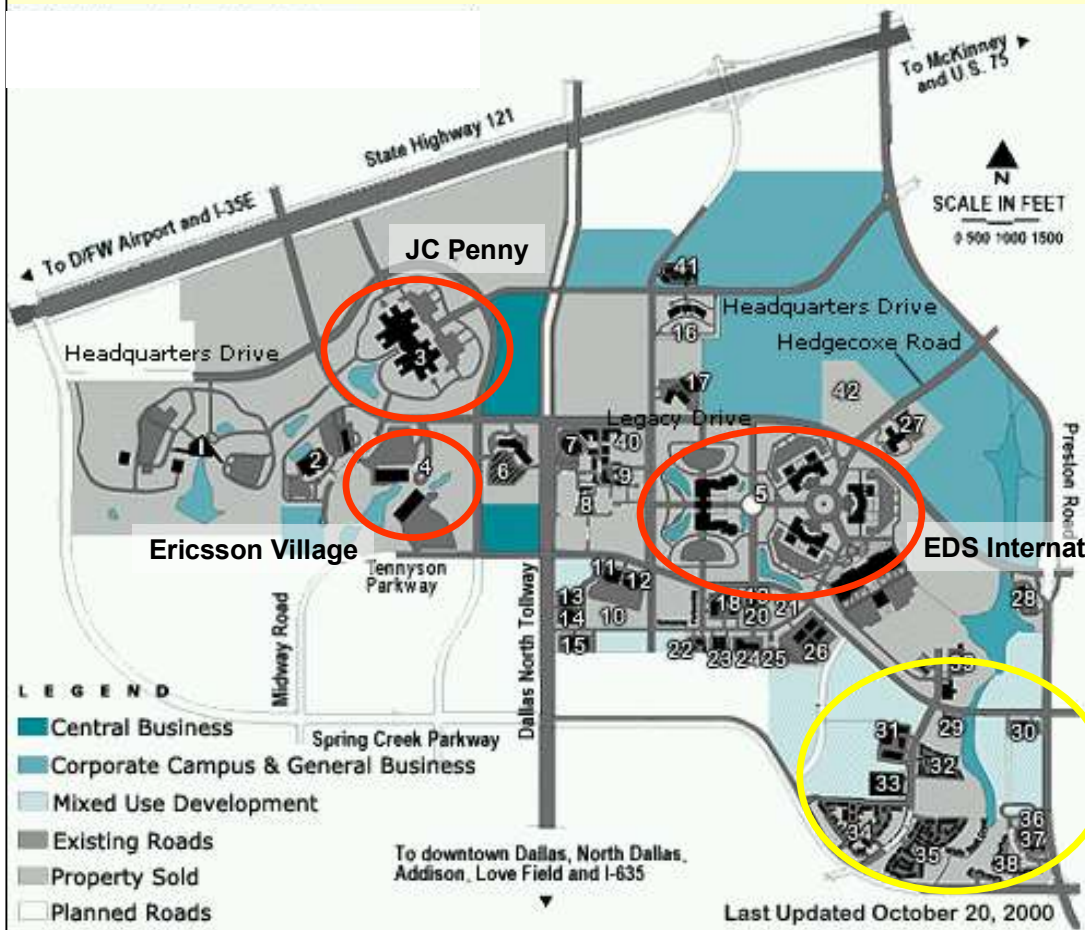 To McKinney
and U.S. 75
State Highway 121
N
SCALE IN FEET
0 500 1000 1500
To D/FW Airport and I-35E
JC Penny
41
Headquarters Drive
16
Hedgecoxe Road
Headquarters Drive
3
17
42
Legacy Drive
27
1
2
4
6
7
40
9
8
5
Preston Road
Ericsson Village
EDS Internat
Tennyson
Parkway
11
12
13
14
10
18
19
20
21
28
15
22
23
24
25
26
39
Midway Road
Dallas North Tollway
LEGEND
Central Business
Corporate Campus & General Business
Mixed Use Development
Existing Roads
Property Sold
Planned Roads
Spring Creek Parkway
31
29
30
32
33
34
35
36
37
38
To downtown Dallas, North Dallas,
Addison, Love Field and I-635
Last Updated October 20, 2000